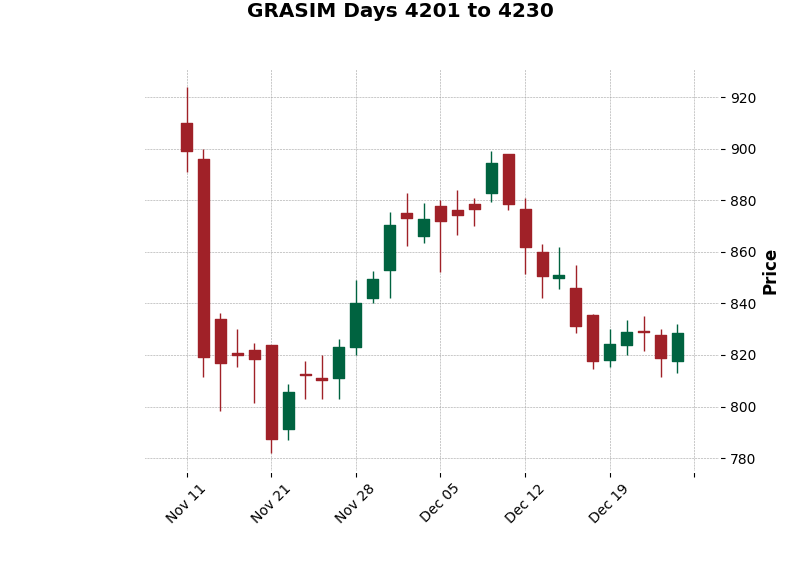 GRASIM Days 4201 to 4230
920
900
880
860
840
820
800
780
Price
Nov 11
Nov 21
Nov 28
Dec 05
Dec 12
Dec 19